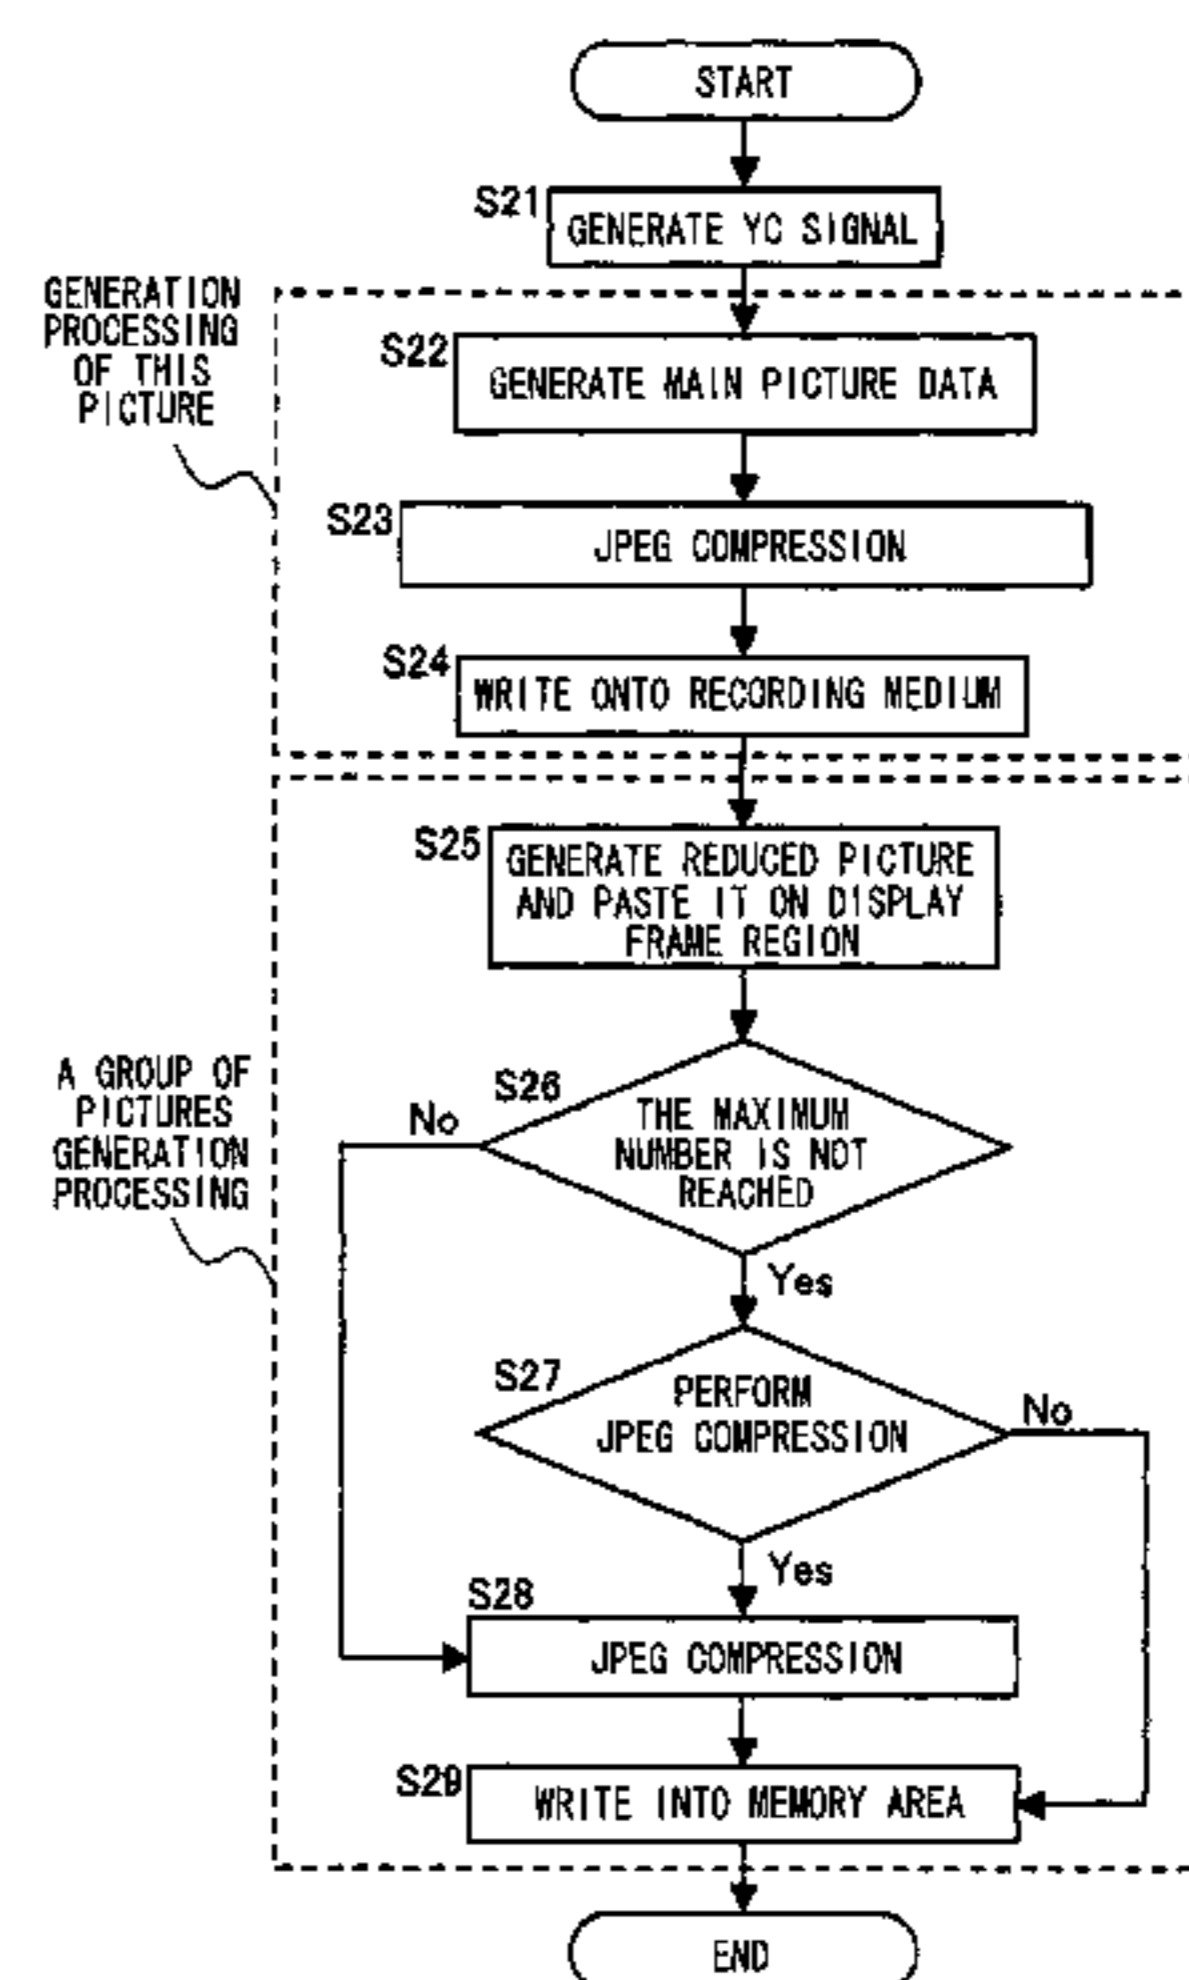 START
S21
GENERATE YC SIGNAL
GENERATION
PROCESSING
OF THIS
PICTURE
S22
GENERATE MAIN PICTURE DATA
S23
JPEG COMPRESSION
S24
WRITE ONTO RECORDING MEDIUM
S25
GENERATE REDUCED PICTURE
AND PASTE IT ON DISPLAY
FRAME REGION
A GROUP OF
PICTURES
GENERATION
PROCESSING
S26
No
THE MAXIMUM
NUMBER IS NOT
REACHED
Yes
S27
PERFORM
JPEG COMPRESSION
No
Yes
S28
JPEG COMPRESSION
S29
WRITE INTO MEMORY AREA
END